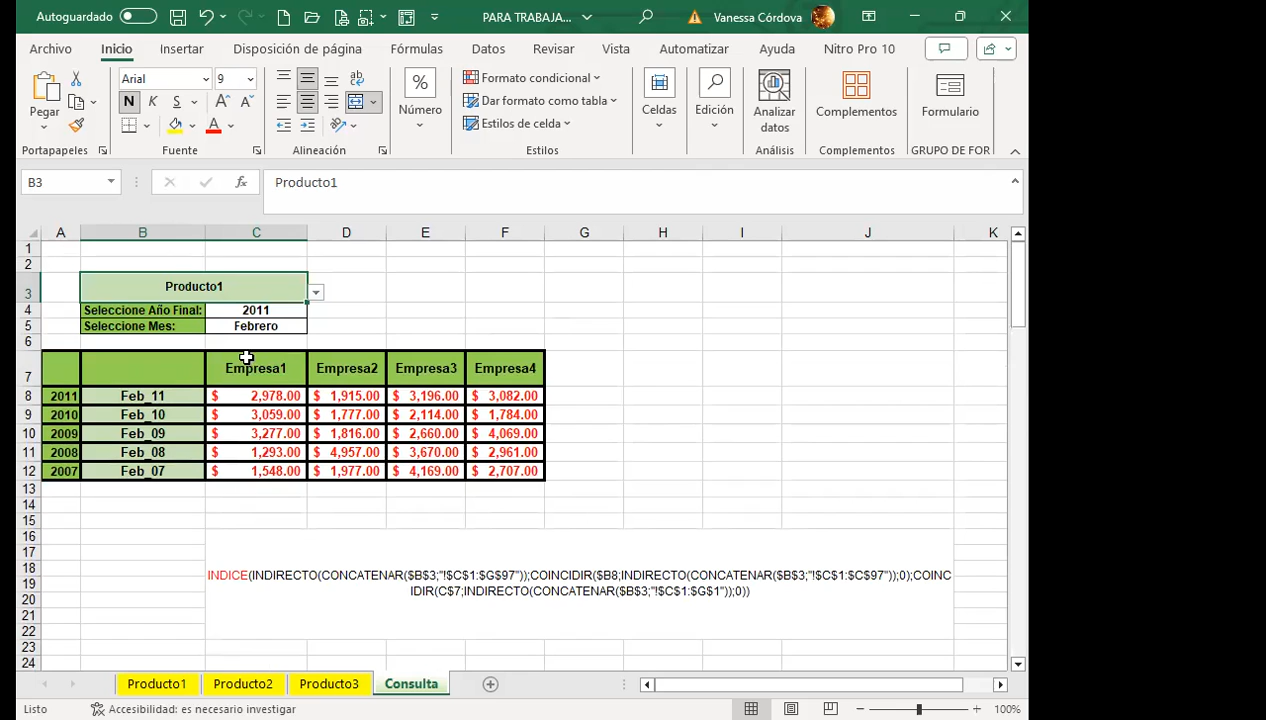 Autoguardado PARA TRABAJA... Vanessa Córdova
Archivo Inicio Insertar Disposición de página Fórmulas Datos Revisar Vista Automatizar Ayuda Nitro Pro 10
Pegar Arial 9 % Número Formato condicional Celdas Edición Analizar datos Complementos Formulario
N K S Dar formato como tabla
A Estilos de celda
Portapapeles Fuente Alineación Estilos Análisis Complementos GRUPO DE FOR
B3 fx Producto1
A B C D E F G H I J K
1
2
3 Producto1
4 Seleccione Año Final: 2011
5 Seleccione Mes: Febrero
6
7 Empresa1 Empresa2 Empresa3 Empresa4
8 2011 Feb_11 $ 2,978.00 $ 1,915.00 $ 3,196.00 $ 3,082.00
9 2010 Feb_10 $ 3,059.00 $ 1,777.00 $ 2,114.00 $ 1,784.00
10 2009 Feb_09 $ 3,277.00 $ 1,816.00 $ 2,660.00 $ 4,069.00
11 2008 Feb_08 $ 1,293.00 $ 4,957.00 $ 3,670.00 $ 2,961.00
12 2007 Feb_07 $ 1,548.00 $ 1,977.00 $ 4,169.00 $ 2,707.00
13
14
15
16
17
18 INDICE(INDIRECTO(CONCATENAR($B$3;"!$C$1:$G$97"));COINCIDIR($B8;INDIRECTO(CONCATENAR($B$3;"!$C$1:$C$97"));0);COINC
19 IDIR(C$7;INDIRECTO(CONCATENAR($B$3;"!$C$1:$G$1"));0))
20
21
22
23
24
Producto1 Producto2 Producto3 Consulta
Listo Accesibilidad: es necesario investigar 100%